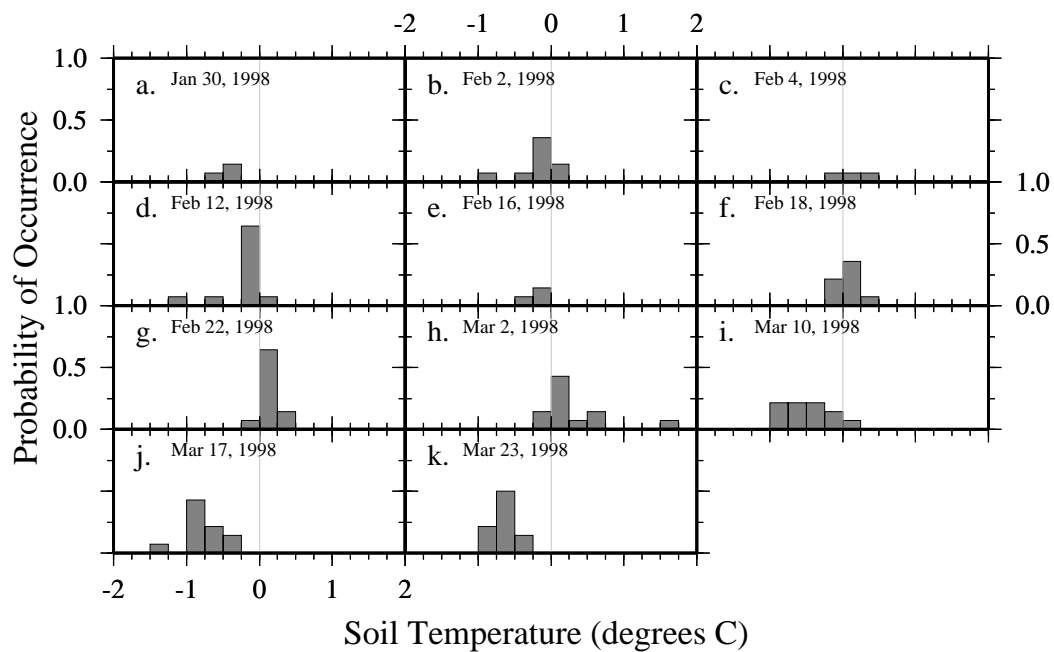 -2 -1 0 1 2
1.0
a. Jan 30, 1998
b. Feb 2, 1998
c. Feb 4, 1998
0.5
0.0
1.0
d. Feb 12, 1998
e. Feb 16, 1998
f. Feb 18, 1998
0.5
1.0
0.0
g. Feb 22, 1998
h. Mar 2, 1998
i. Mar 10, 1998
0.5
0.0
j. Mar 17, 1998
k. Mar 23, 1998
-2 -1 0 1 2
Probability of Occurrence
Soil Temperature (degrees C)